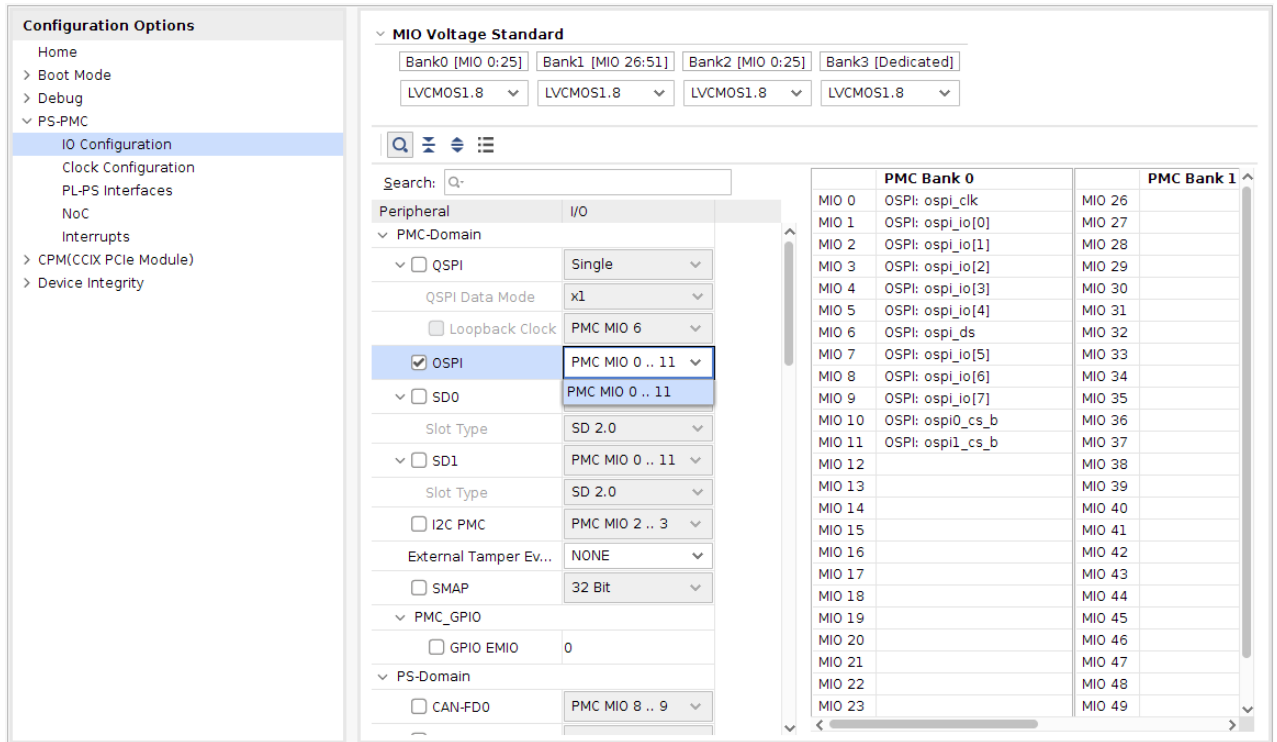 Configuration Options
Home
Boot Mode
Debug
PS-PMC
IO Configuration
Clock Configuration
PL-PS Interfaces
NoC
Interrupts
CPM(CCIX PCIe Module)
Device Integrity
MIO Voltage Standard
Bank0 [MIO 0:25] Bank1 [MIO 26:51] Bank2 [MIO 0:25] Bank3 [Dedicated]
LVCMOS1.8 LVCMOS1.8 LVCMOS1.8 LVCMOS1.8
Search:
Peripheral I/O
PMC-Domain
QSPI Single
QSPI Data Mode x1
Loopback Clock PMC MIO 6
OSPI PMC MIO 0 .. 11
PMC MIO 0 .. 11
SD0
Slot Type SD 2.0
SD1 PMC MIO 0 .. 11
Slot Type SD 2.0
I2C PMC PMC MIO 2 .. 3
External Tamper Ev... NONE
SMAP 32 Bit
PMC_GPIO
GPIO EMIO 0
PS-Domain
CAN-FD0 PMC MIO 8 .. 9
PMC Bank 0 PMC Bank 1
MIO 0 OSPI: ospi_clk MIO 26
MIO 1 OSPI: ospi_io[0] MIO 27
MIO 2 OSPI: ospi_io[1] MIO 28
MIO 3 OSPI: ospi_io[2] MIO 29
MIO 4 OSPI: ospi_io[3] MIO 30
MIO 5 OSPI: ospi_io[4] MIO 31
MIO 6 OSPI: ospi_ds MIO 32
MIO 7 OSPI: ospi_io[5] MIO 33
MIO 8 OSPI: ospi_io[6] MIO 34
MIO 9 OSPI: ospi_io[7] MIO 35
MIO 10 OSPI: ospi0_cs_b MIO 36
MIO 11 OSPI: ospi1_cs_b MIO 37
MIO 12 MIO 38
MIO 13 MIO 39
MIO 14 MIO 40
MIO 15 MIO 41
MIO 16 MIO 42
MIO 17 MIO 43
MIO 18 MIO 44
MIO 19 MIO 45
MIO 20 MIO 46
MIO 21 MIO 47
MIO 22 MIO 48
MIO 23 MIO 49